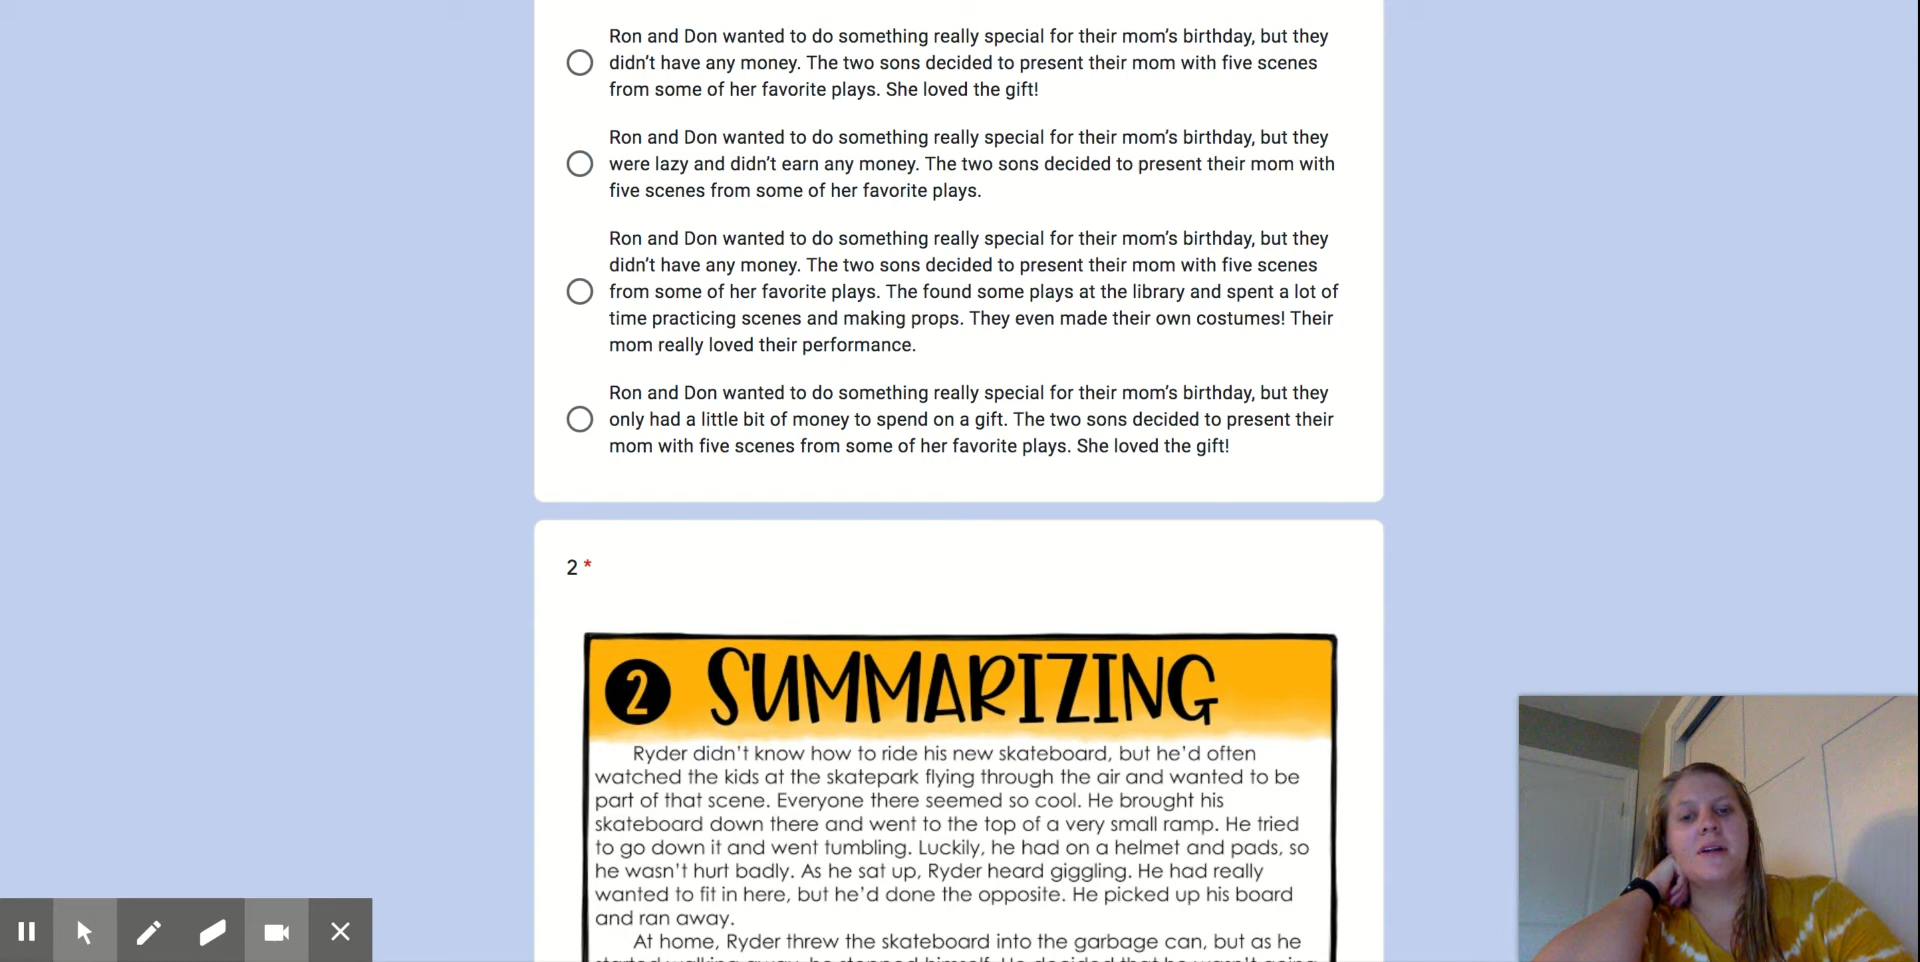 Ron and Don wanted to do something really special for their mom’s birthday, but they
didn’t have any money. The two sons decided to present their mom with five scenes
from some of her favorite plays. She loved the gift!
Ron and Don wanted to do something really special for their mom’s birthday, but they
were lazy and didn’t earn any money. The two sons decided to present their mom with
five scenes from some of her favorite plays.
Ron and Don wanted to do something really special for their mom’s birthday, but they
didn’t have any money. The two sons decided to present their mom with five scenes
from some of her favorite plays. The found some plays at the library and spent a lot of
time practicing scenes and making props. They even made their own costumes! Their
mom really loved their performance.
Ron and Don wanted to do something really special for their mom’s birthday, but they
only had a little bit of money to spend on a gift. The two sons decided to present their
mom with five scenes from some of her favorite plays. She loved the gift!
2 *
2 SUMMARIZING
Ryder didn't know how to ride his new skateboard, but he'd often
watched the kids at the skatepark flying through the air and wanted to be
part of that scene. Everyone there seemed so cool. He brought his
skateboard down there and went to the top of a very small ramp. He tried
to go down it and went tumbling. Luckily, he had on a helmet and pads, so
he wasn't hurt badly. As he sat up, Ryder heard giggling. He had really
wanted to fit in here, but he'd done the opposite. He picked up his board
and ran away.
At home, Ryder threw the skateboard into the garbage can, but as he